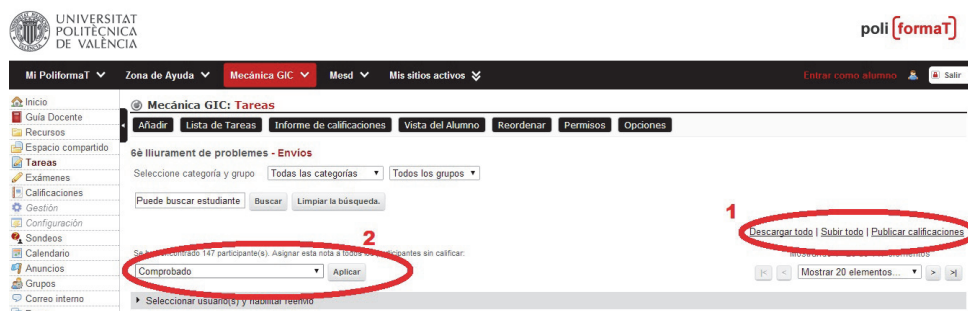 UNIVERSITAT
POLITÈCNICA
DE VALÈNCIA
poli [formaT]
Mi PoliformaT Zona de Ayuda Mecánica GIC Mesd Mis sitios activos Entrar como alumno Salir
Inicio
Guía Docente
Recursos
Espacio compartido
Tareas
Exámenes
Calificaciones
Gestión
Configuración
Sondeos
Calendario
Anuncios
Grupos
Correo interno
Mecánica GIC: Tareas
Añadir Lista de Tareas Informe de calificaciones Vista del Alumno Reordenar Permisos Opciones
6è lliurament de problemes - Envíos
Seleccione categoría y grupo Todas las categorías Todos los grupos
Puede buscar estudiante Buscar Limpiar la búsqueda.
1
Descargar todo | Subir todo | Publicar calificaciones
2
Se han encontrado 147 participante(s). Asignar esta nota a todos los participantes sin calificar:
Comprobado Aplicar
|< < Mostrar 20 elementos... > >|
Seleccionar usuario(s) y habilitar reenvío